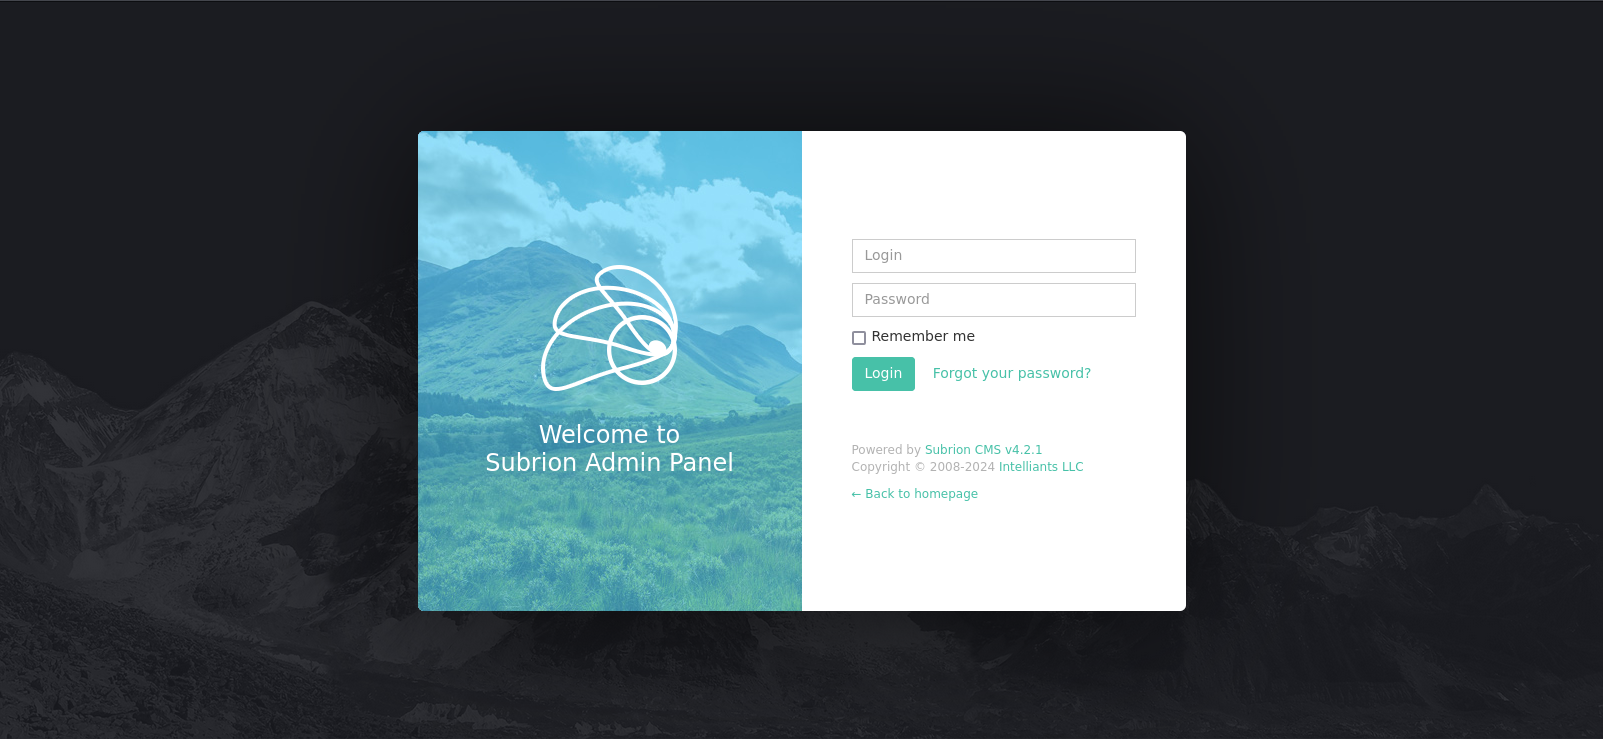 Welcome to
Subrion Admin Panel
Login
Password
Remember me
Login Forgot your password?
Powered by Subrion CMS v4.2.1
Copyright © 2008-2024 Intelliants LLC
← Back to homepage